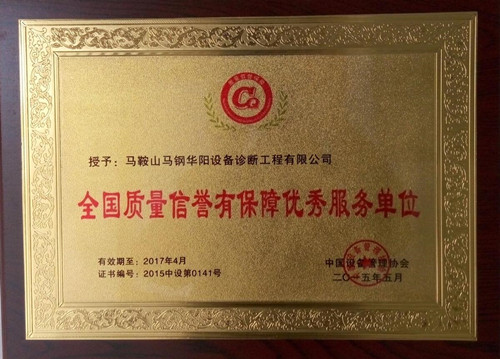 授予：马鞍山马钢华阳设备诊断工程有限公司
全国质量信誉有保障优秀服务单位
有效期至：2017年4月
证书编号：2015中设第0141号
中国设备管理协会
二〇一五年五月